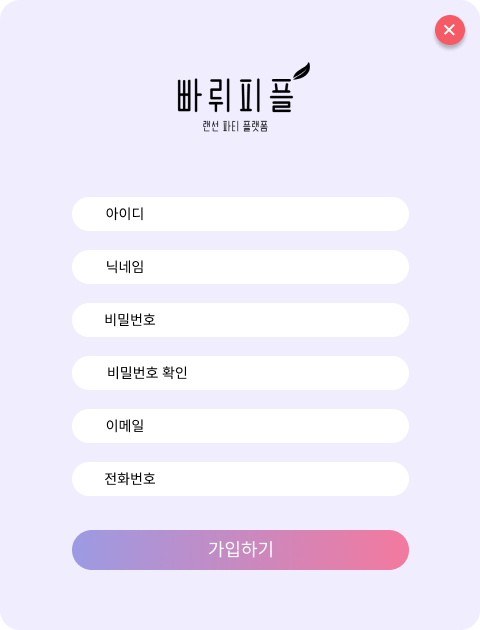 빠뤼피플
랜선 파티 플랫폼
아이디
닉네임
비밀번호
비밀번호 확인
이메일
전화번호
가입하기